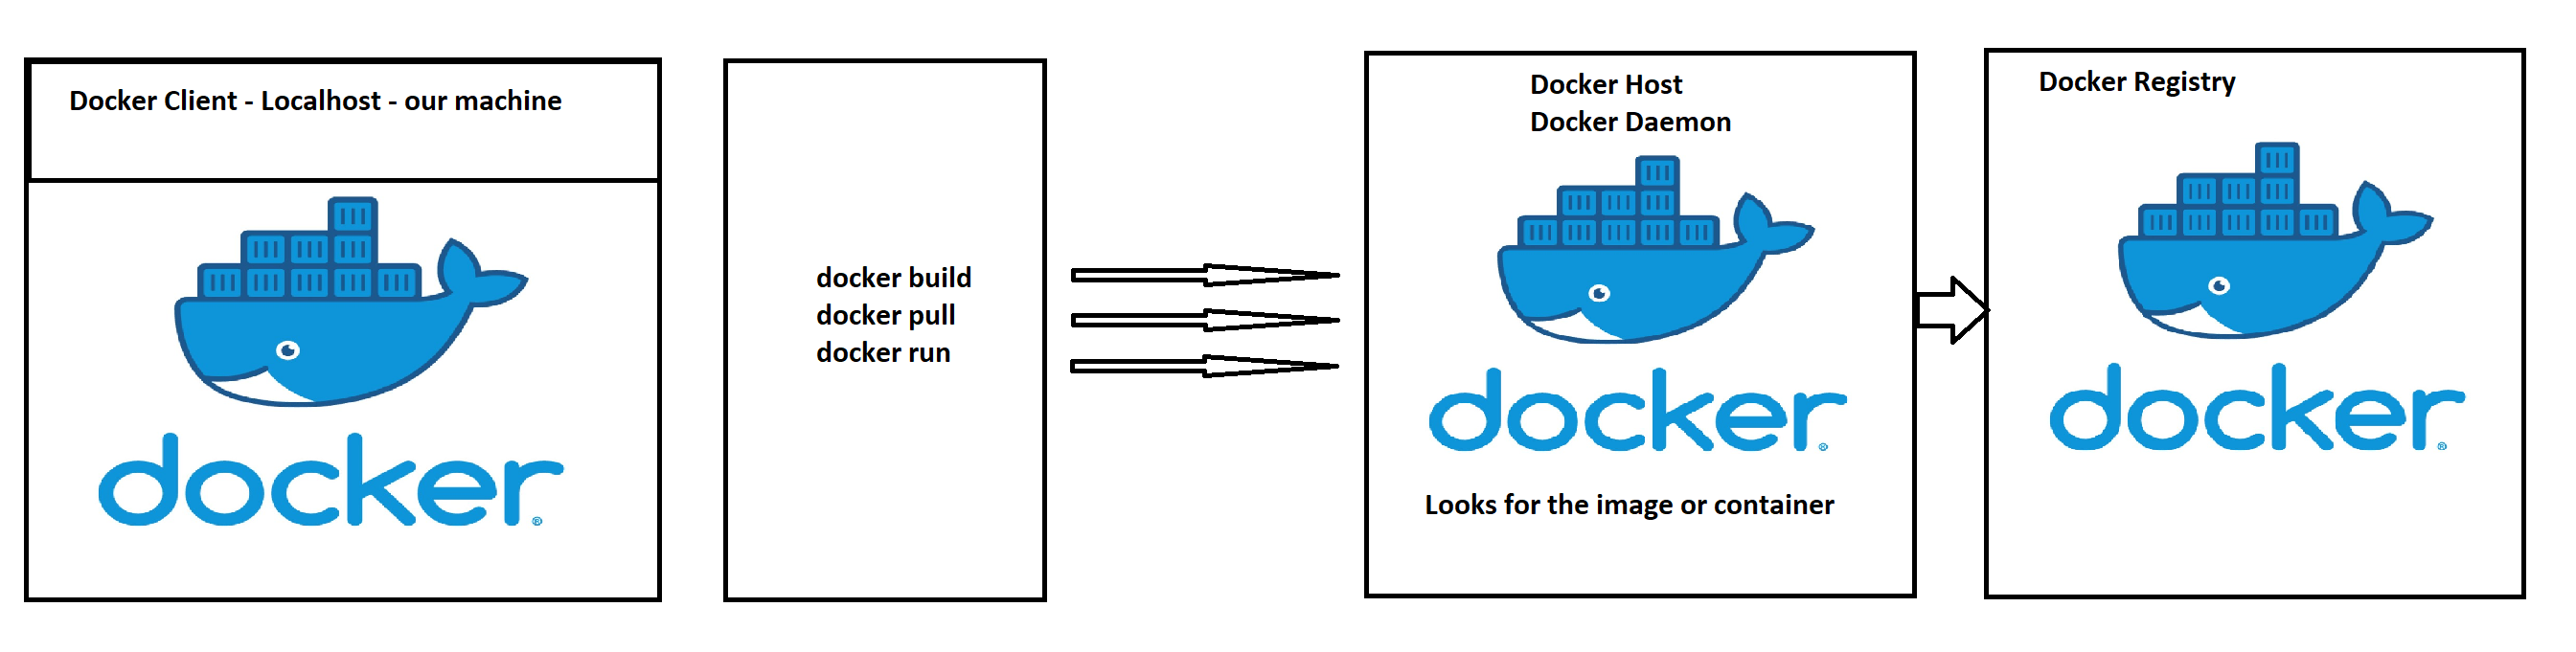 Docker Client - Localhost - our machine
docker
docker build
docker pull
docker run
Docker Host
Docker Daemon
docker
Looks for the image or container
Docker Registry
docker